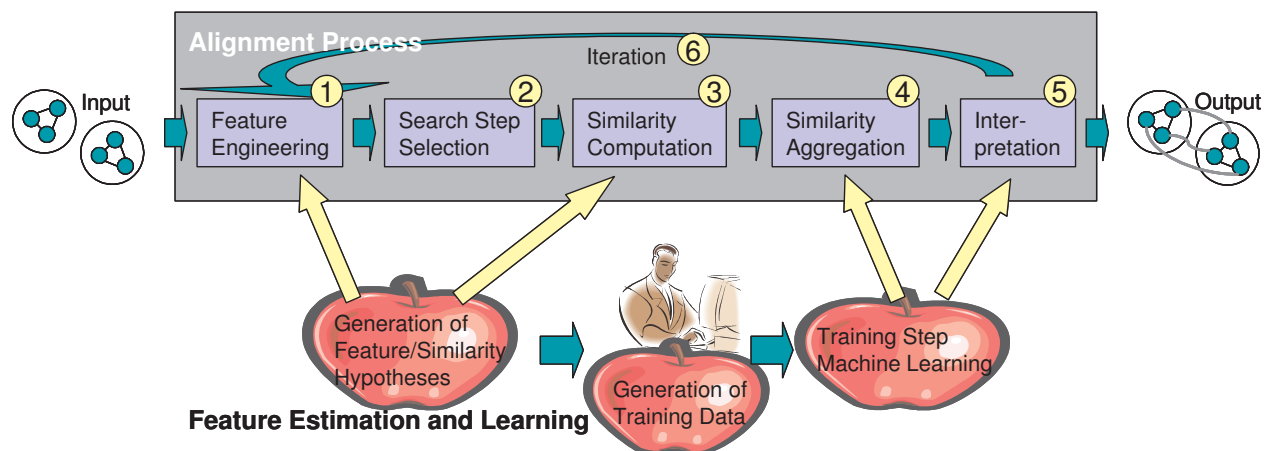 Alignment Process
Iteration
6
Input
1
2
3
4
5
Output
Feature
Engineering
Search Step
Selection
Similarity
Computation
Similarity
Aggregation
Inter-
pretation
Generation of
Feature/Similarity
Hypotheses
Generation of
Training Data
Training Step
Machine Learning
Feature Estimation and Learning